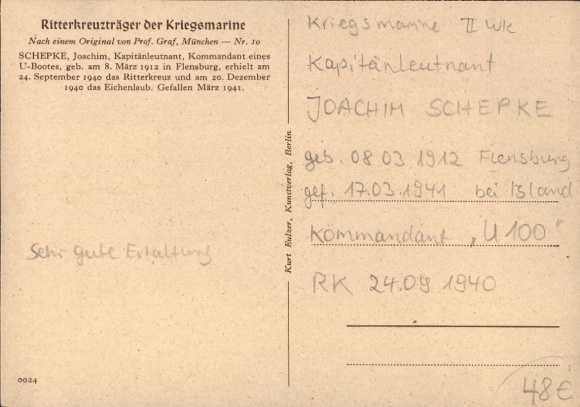 Ritterkreuzträger der Kriegsmarine
Nach einem Original von Prof. Graf, München — Nr. 10
SCHEPKE, Joachim, Kapitänleutnant, Kommandant eines
U-Bootes, geb. am 8. März 1912 in Flensburg, erhielt am
24. September 1940 das Ritterkreuz und am 20. Dezember
1940 das Eichenlaub. Gefallen März 1941.
Sehr gute Erhaltung
0024
Kurt Eulzer, Kunstverlag, Berlin
Kriegsmarine II Wk
Kapitänleutnant
JOACHIM SCHEPKE
geb. 08.03 1912 Flensburg
gef. 17.03.1941 bei Island
Kommandant „U 100"
RK 24.09 1940
48€